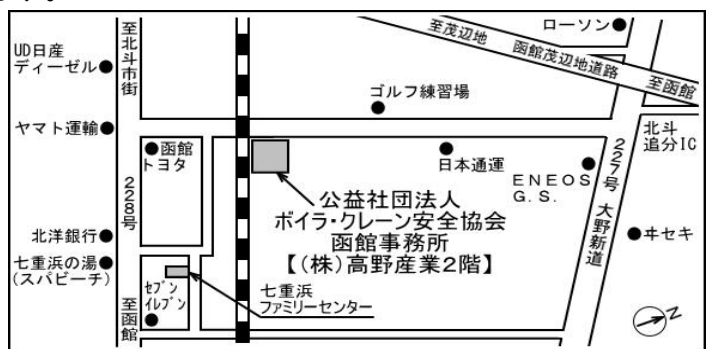 至北斗市街
UD日産
ディーゼル
ヤマト運輸
函館
トヨタ
228号
北洋銀行
七重浜の湯
(スパビーチ)
セブン
イレブン
至函館
ゴルフ練習場
日本通運
ENEOS
G.S.
公益社団法人
ボイラ・クレーン安全協会
函館事務所
【(株)高野産業2階】
七重浜
ファミリーセンター
ローソン
至茂辺地
函館茂辺地道路
至函館
北斗
追分IC
227号
大野新道
ヰセキ
N